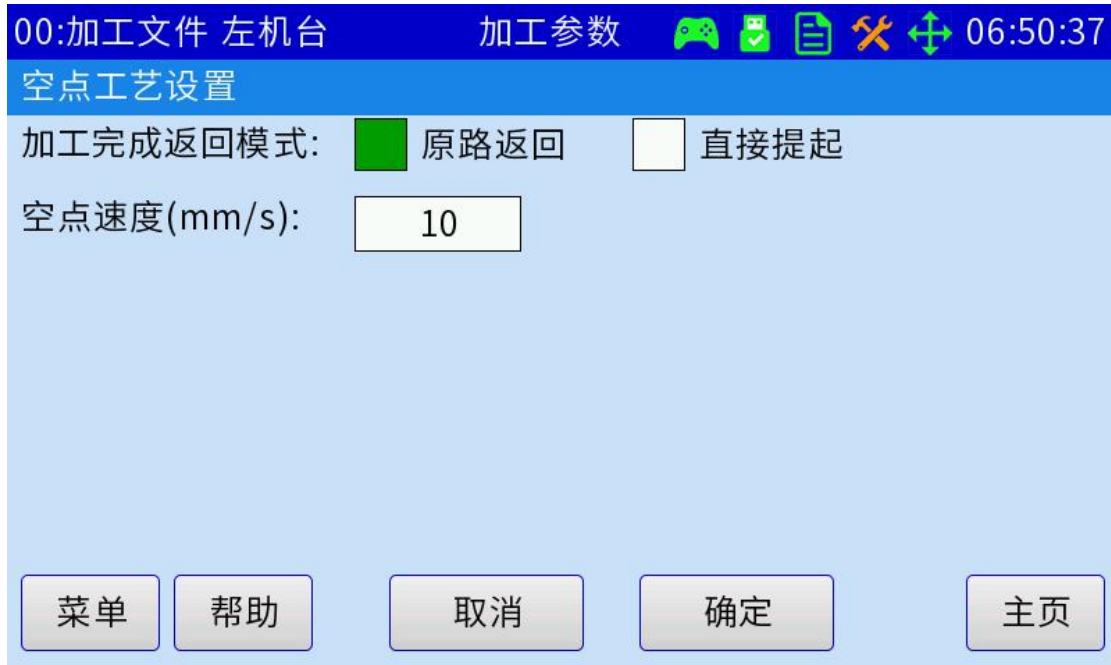 00:加工文件 左机台 加工参数 06:50:37
空点工艺设置
加工完成返回模式: 原路返回 直接提起
空点速度(mm/s): 10
菜单 帮助 取消 确定 主页